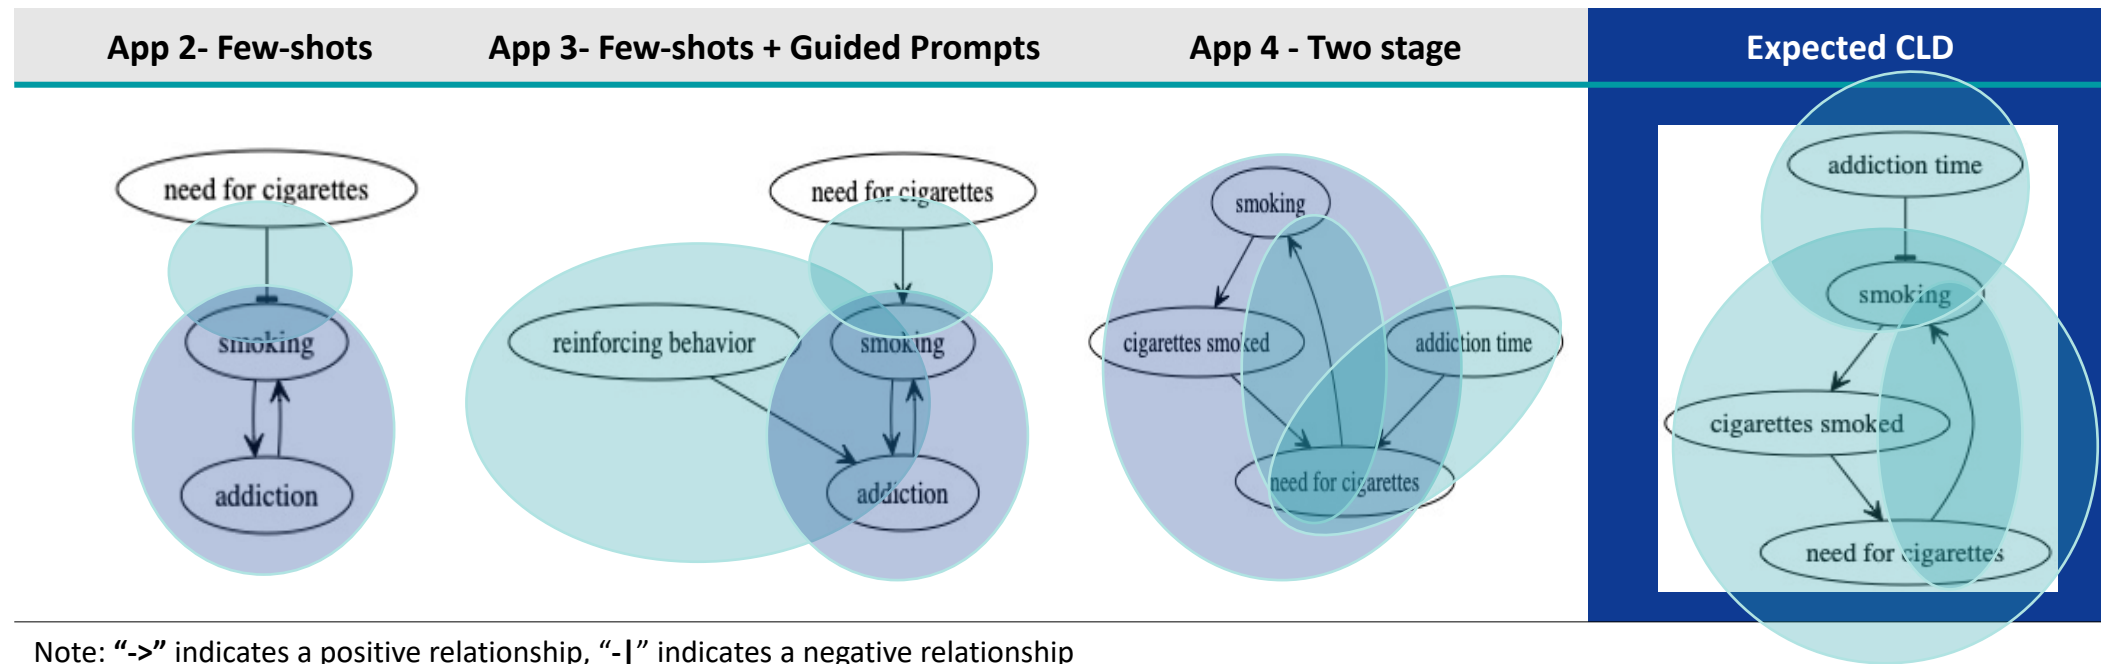 App 2- Few-shots
App 3- Few-shots + Guided Prompts
App 4 - Two stage
Expected CLD
need for cigarettes
smoking
addiction
need for cigarettes
reinforcing behavior
smoking
addiction
smoking
cigarettes smoked
addiction time
need for cigarettes
addiction time
smoking
cigarettes smoked
need for cigarettes
Note: “->” indicates a positive relationship, “-|” indicates a negative relationship